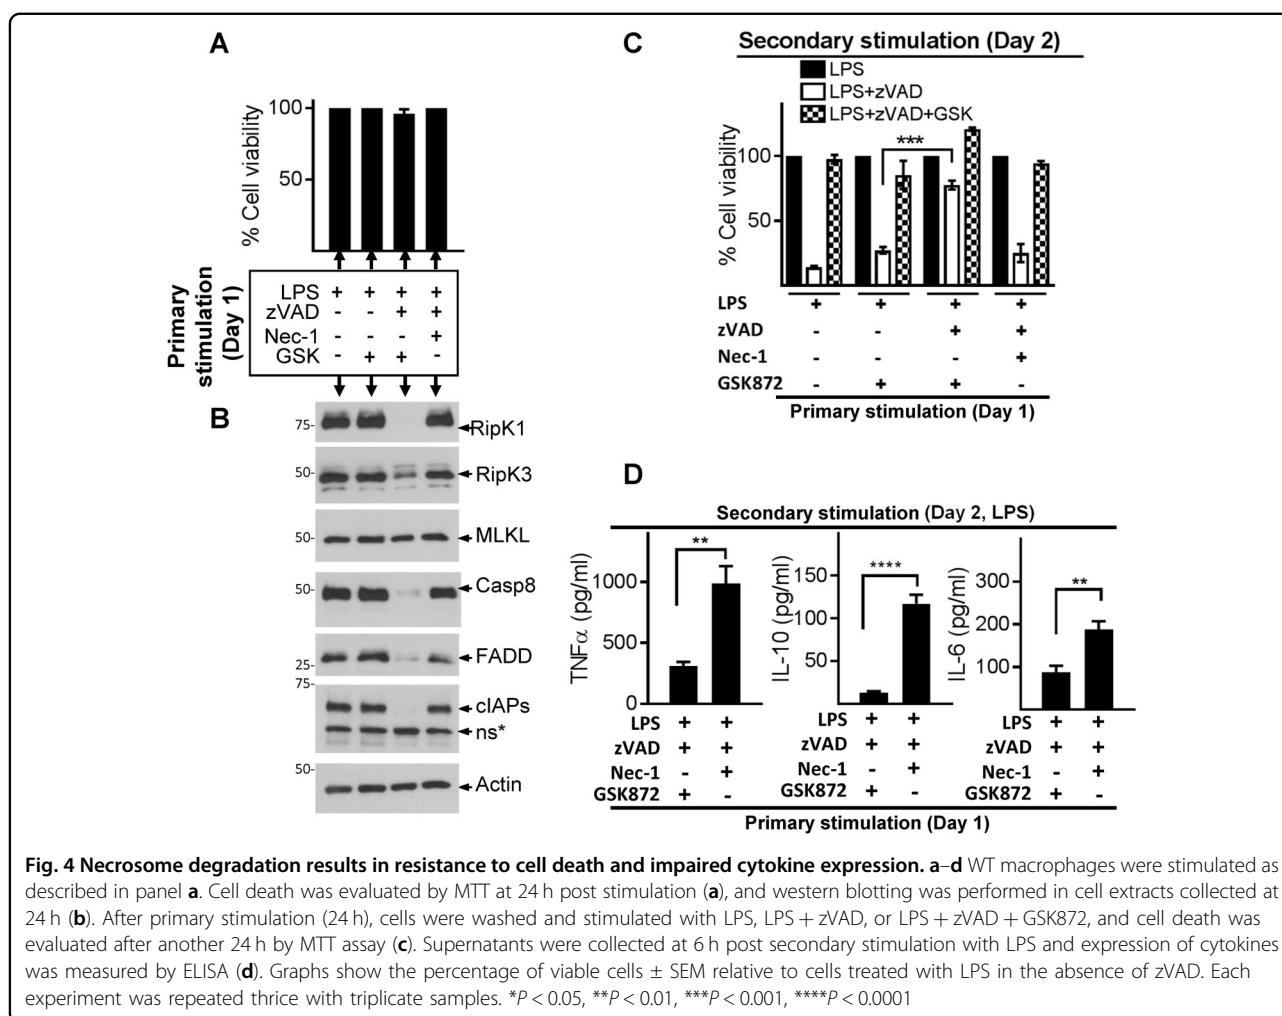 A
100
50
% Cell viability
Primary
stimulation
(Day 1)
LPS + + + +
zVAD - - + +
Nec-1 - - - +
GSK - + + -
B
75-
RipK1
50-
RipK3
50-
MLKL
50-
Casp8
25-
FADD
75-
cIAPs
ns*
50-
Actin
C
Secondary stimulation (Day 2)
LPS
LPS+zVAD
LPS+zVAD+GSK
***
100
50
% Cell viability
LPS + + + +
zVAD - - + +
Nec-1 - - - +
GSK872 - + + -
Primary stimulation (Day 1)
D
Secondary stimulation (Day 2, LPS)
TNFα (pg/ml)
1000
500
0
**
LPS + +
zVAD + +
Nec-1 - +
GSK872 + -
IL-10 (pg/ml)
150
100
50
****
LPS + +
zVAD + +
Nec-1 - +
GSK872 + -
IL-6 (pg/ml)
300
200
100
**
LPS + +
zVAD + +
Nec-1 - +
GSK872 + -
Primary stimulation (Day 1)
Fig. 4 Necrosome degradation results in resistance to cell death and impaired cytokine expression. a–d WT macrophages were stimulated as
described in panel a. Cell death was evaluated by MTT at 24 h post stimulation (a), and western blotting was performed in cell extracts collected at
24 h (b). After primary stimulation (24 h), cells were washed and stimulated with LPS, LPS + zVAD, or LPS + zVAD + GSK872, and cell death was
evaluated after another 24 h by MTT assay (c). Supernatants were collected at 6 h post secondary stimulation with LPS and expression of cytokines
was measured by ELISA (d). Graphs show the percentage of viable cells ± SEM relative to cells treated with LPS in the absence of zVAD. Each
experiment was repeated thrice with triplicate samples. *P < 0.05, **P < 0.01, ***P < 0.001, ****P < 0.0001